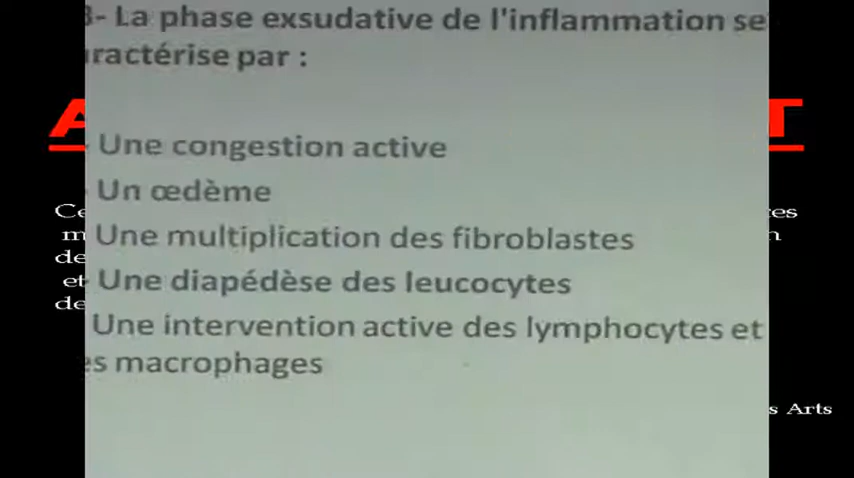 3- La phase exsudative de l'inflammation se
ractérise par :
A T
- Une congestion active
- Un œdème
Une multiplication des fibroblastes
- Une diapédèse des leucocytes
Une intervention active des lymphocytes et
es macrophages
s Arts